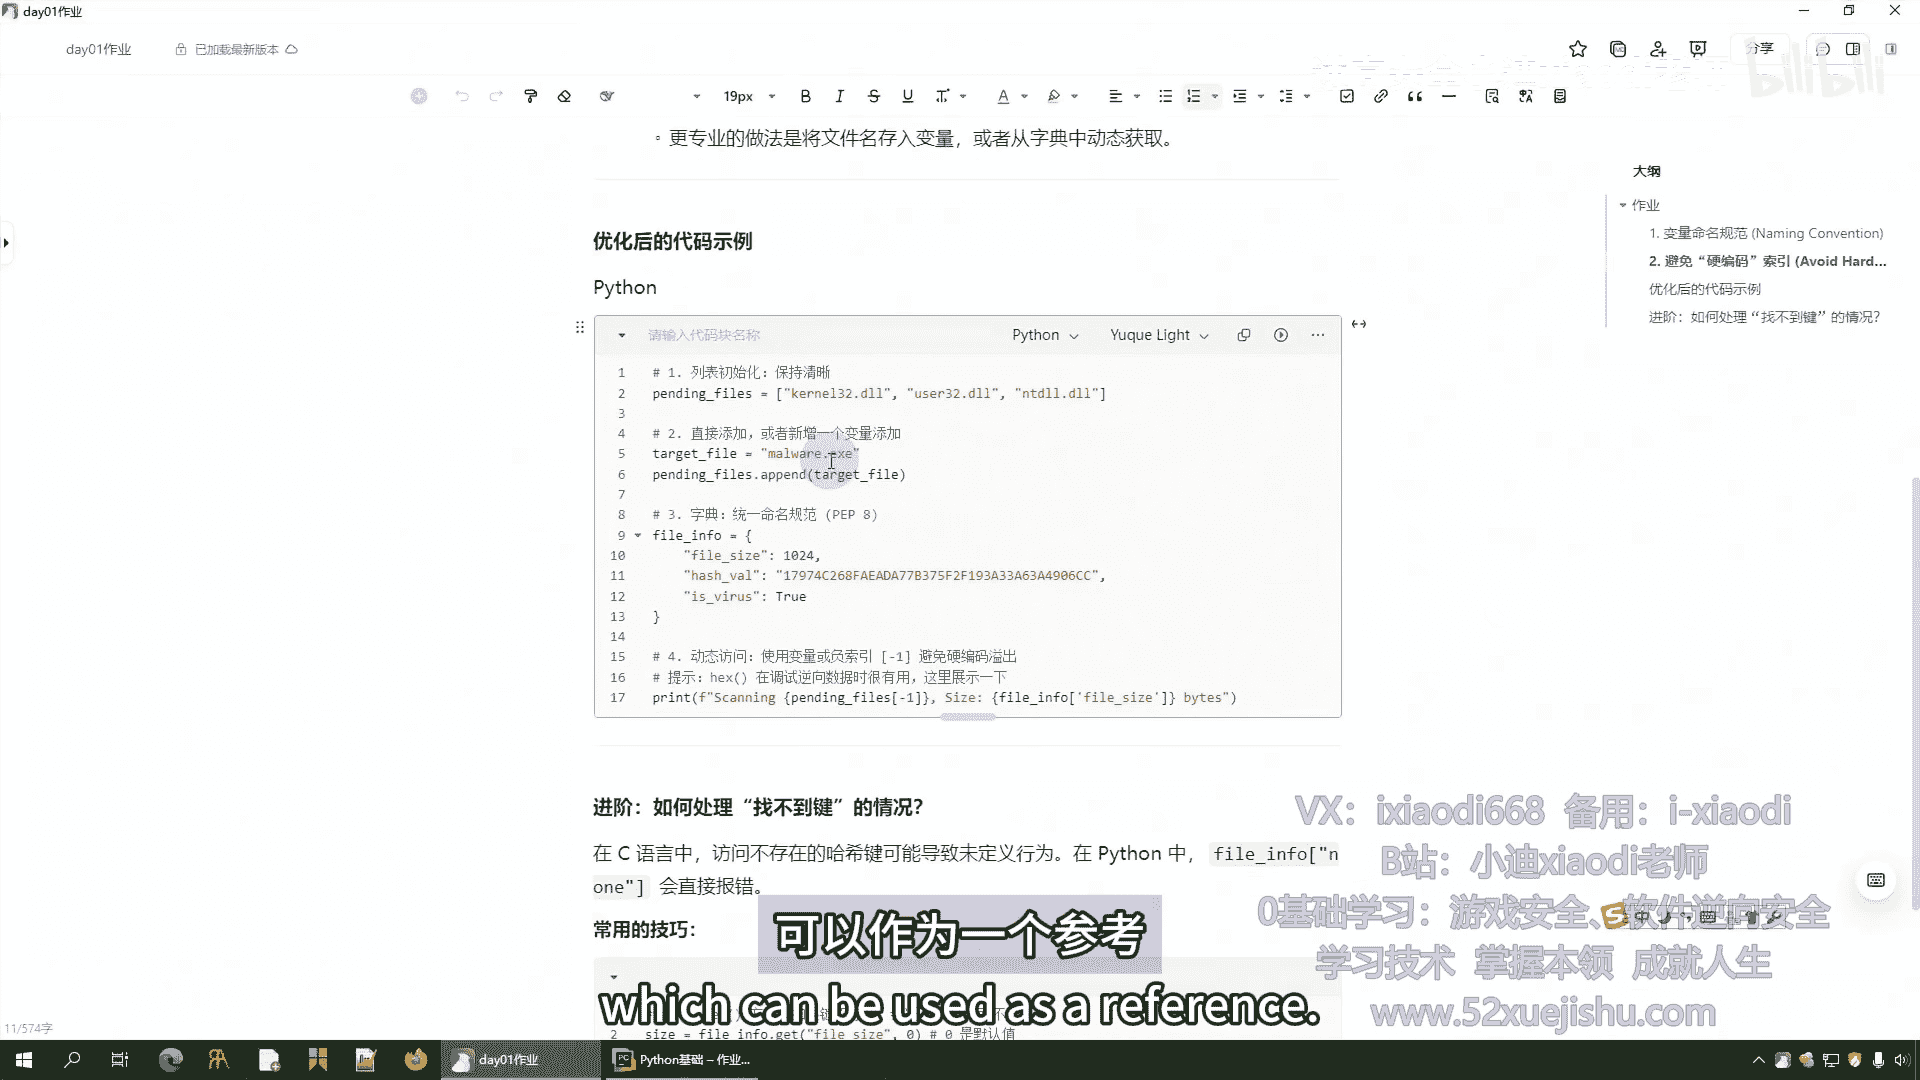 day01作业
day01作业
已加载最新版本
分享
bilibili
19px
更专业的做法是将文件名存入变量，或者从字典中动态获取。
大纲
作业
1. 变量命名规范 (Naming Convention)
2. 避免“硬编码”索引 (Avoid Hard...
优化后的代码示例
进阶：如何处理“找不到键”的情况？
优化后的代码示例
Python
请输入代码块名称
Python
Yuque Light
1 # 1. 列表初始化：保持清晰
2 pending_files = ["kernel32.dll", "user32.dll", "ntdll.dll"]
3
4 # 2. 直接添加，或者新增一个变量添加
5 target_file = "malware.exe"
6 pending_files.append(target_file)
7
8 # 3. 字典：统一命名规范 (PEP 8)
9 file_info = {
10 "file_size": 1024,
11 "hash_val": "17974C268FAEADA77B375F2F193A33A63A4906CC",
12 "is_virus": True
13 }
14
15 # 4. 动态访问：使用变量或负索引 [-1] 避免硬编码溢出
16 # 提示：hex() 在调试逆向数据时很有用，这里展示一下
17 print(f"Scanning {pending_files[-1]}, Size: {file_info['file_size']} bytes")
进阶：如何处理“找不到键”的情况？
在 C 语言中，访问不存在的哈希键可能导致未定义行为。在 Python 中， file_info["n
one"] 会直接报错。
常用的技巧：
可以作为一个参考
which can be used as a reference.
2 size = file_info.get("file_size", 0) # 0 是默认值
VX：ixiaodi668 备用：i-xiaodi
B站：小迪xiaodi老师
0基础学习：游戏安全、软件逆向安全
学习技术 掌握本领 成就人生
www.52xuejishu.com
中
11/574字
day01作业
Python基础 – 作业...